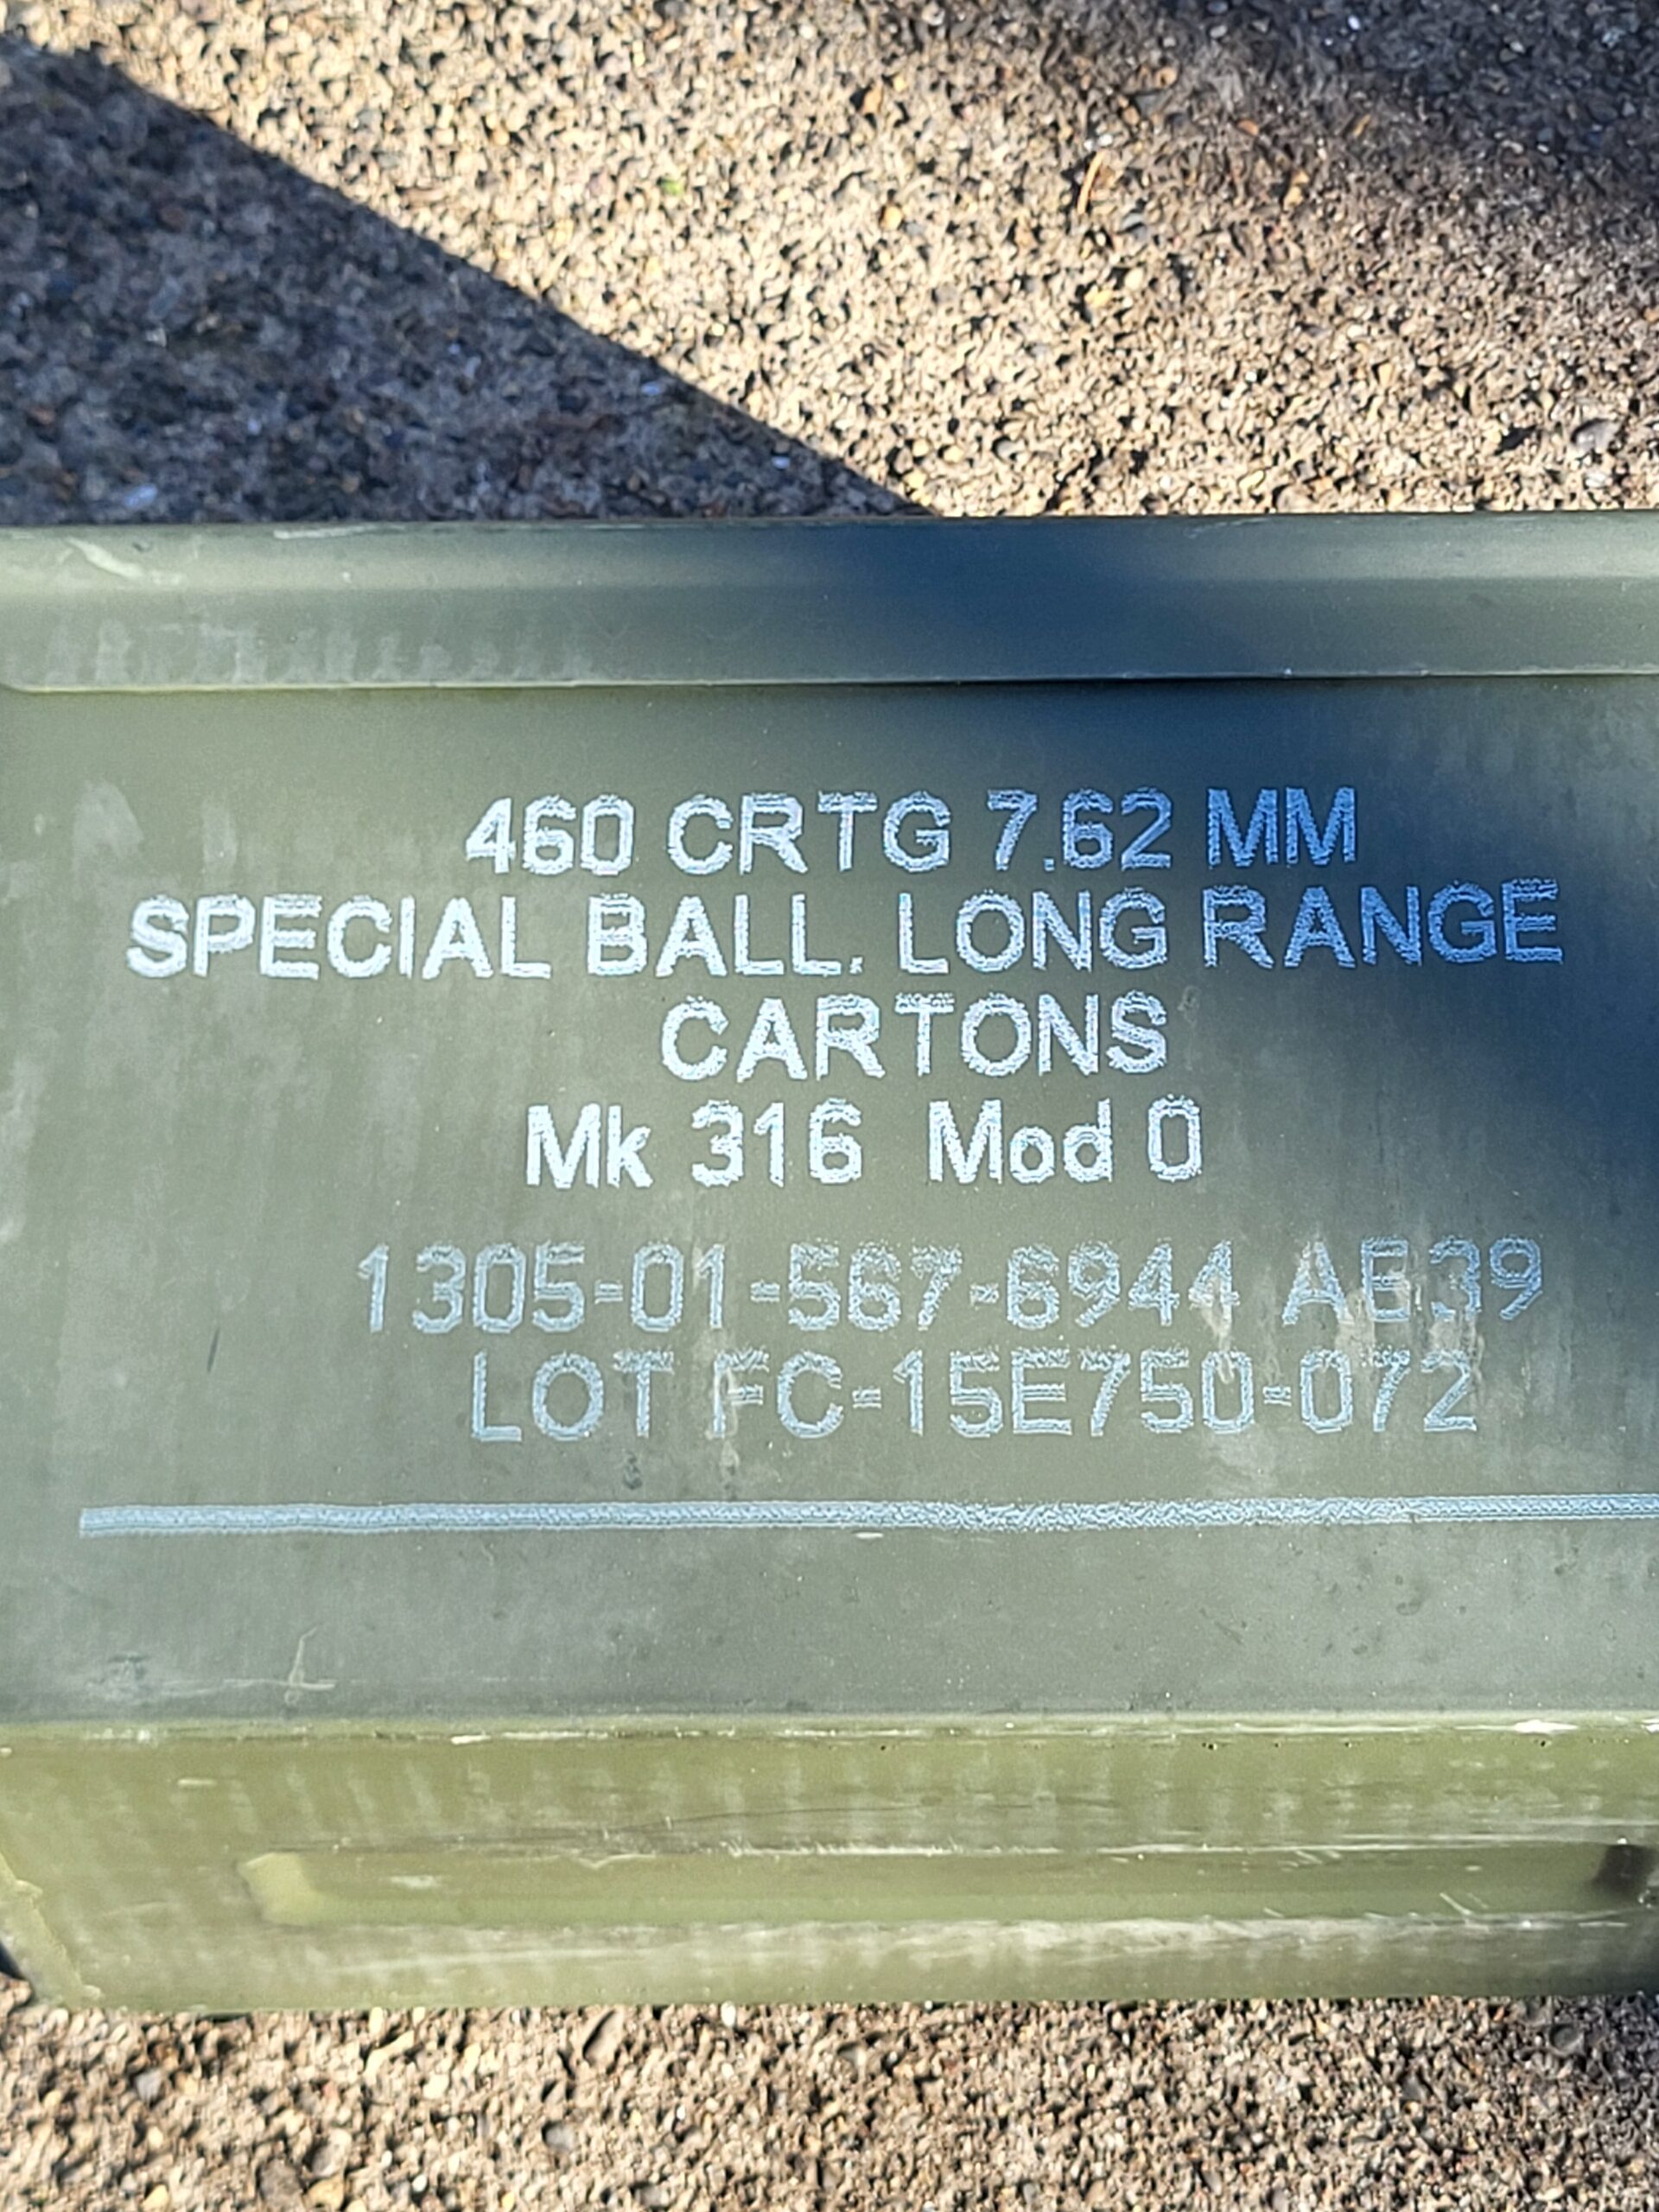 460 CRTG 7.62 MM
SPECIAL BALL, LONG RANGE
CARTONS
Mk 316 Mod 0
1305-01-567-6944 AB39
LOT FC-15E750-072